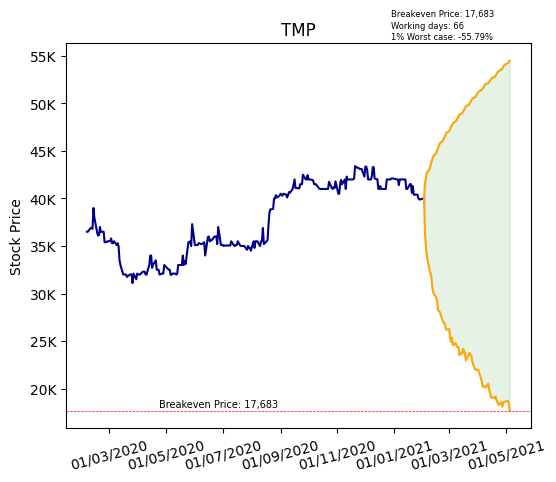 Breakeven Price: 17,683
Working days: 66
1% Worst case: -55.79%
TMP
Stock Price
55K
50K
45K
40K
35K
30K
25K
20K
Breakeven Price: 17,683
01/03/2020
01/05/2020
01/07/2020
01/09/2020
01/11/2020
01/01/2021
01/03/2021
01/05/2021